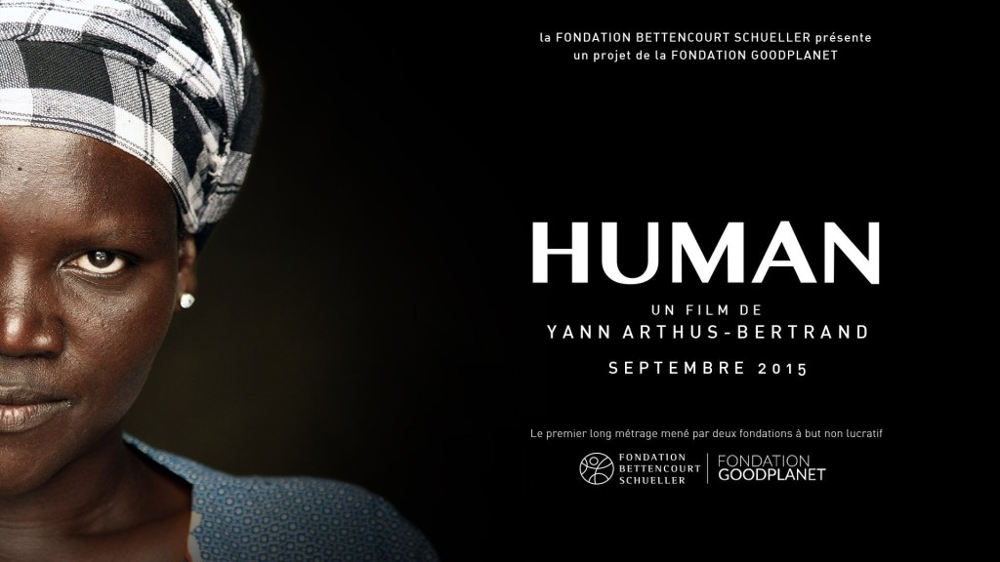 la FONDATION BETTENCOURT SCHUELLER présente
un projet de la FONDATION GOODPLANET
HUMAN
UN FILM DE
YANN ARTHUS-BERTRAND
SEPTEMBRE 2015
Le premier long métrage mené par deux fondations à but non lucratif
FONDATION
BETTENCOURT
SCHUELLER
FONDATION
GOODPLANET